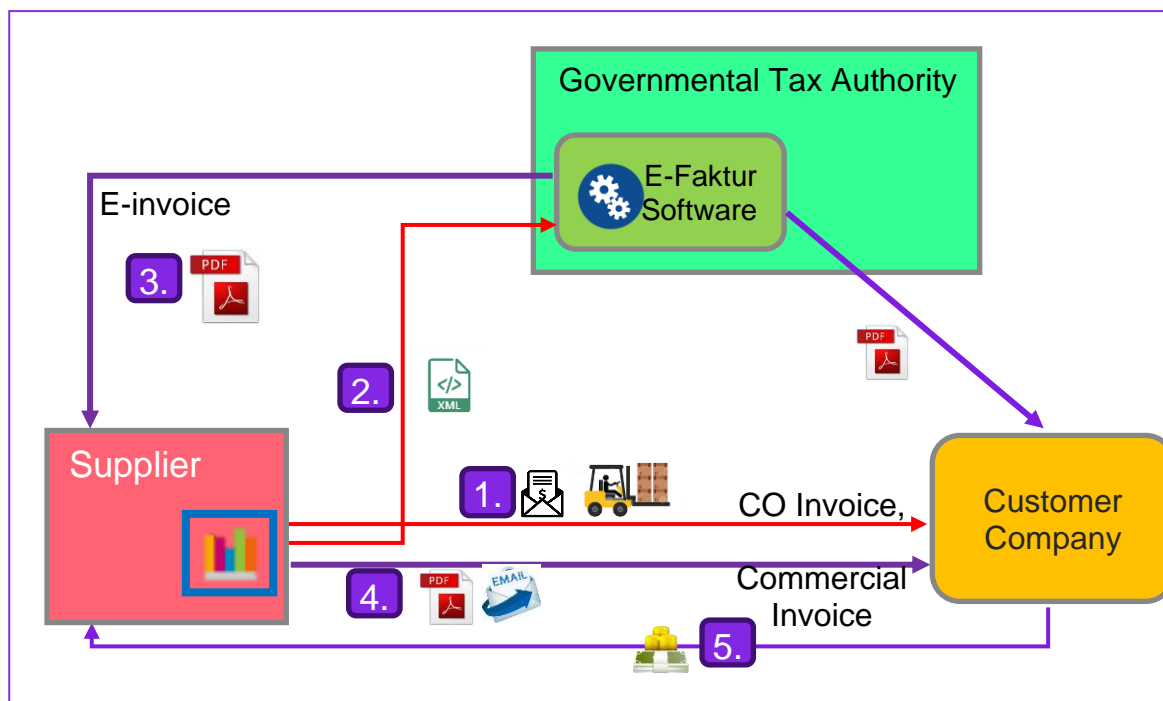 Governmental Tax Authority
E-Faktur
Software
E-invoice
3.
PDF
PDF
2.
XML
Supplier
1.
$
CO Invoice,
Customer
Company
4.
PDF
EMAIL
Commercial
Invoice
5.